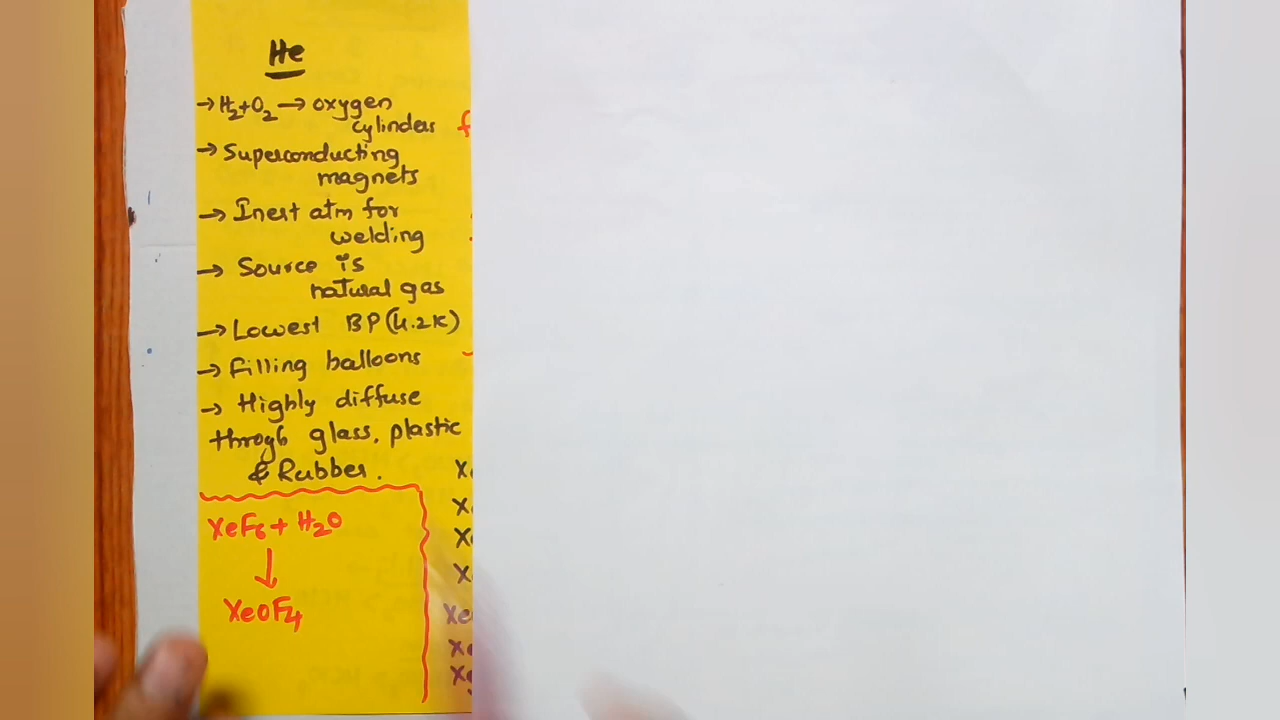 He
→ H2+O2 → oxygen
cylinders
→ Superconducting
magnets
→ Inert atm for
welding
→ Source is
natural gas
→ Lowest BP (4.2K)
→ Filling balloons
→ Highly diffuse
through glass, plastic
& Rubber.
XeF6 + H2O
↓
XeOF4